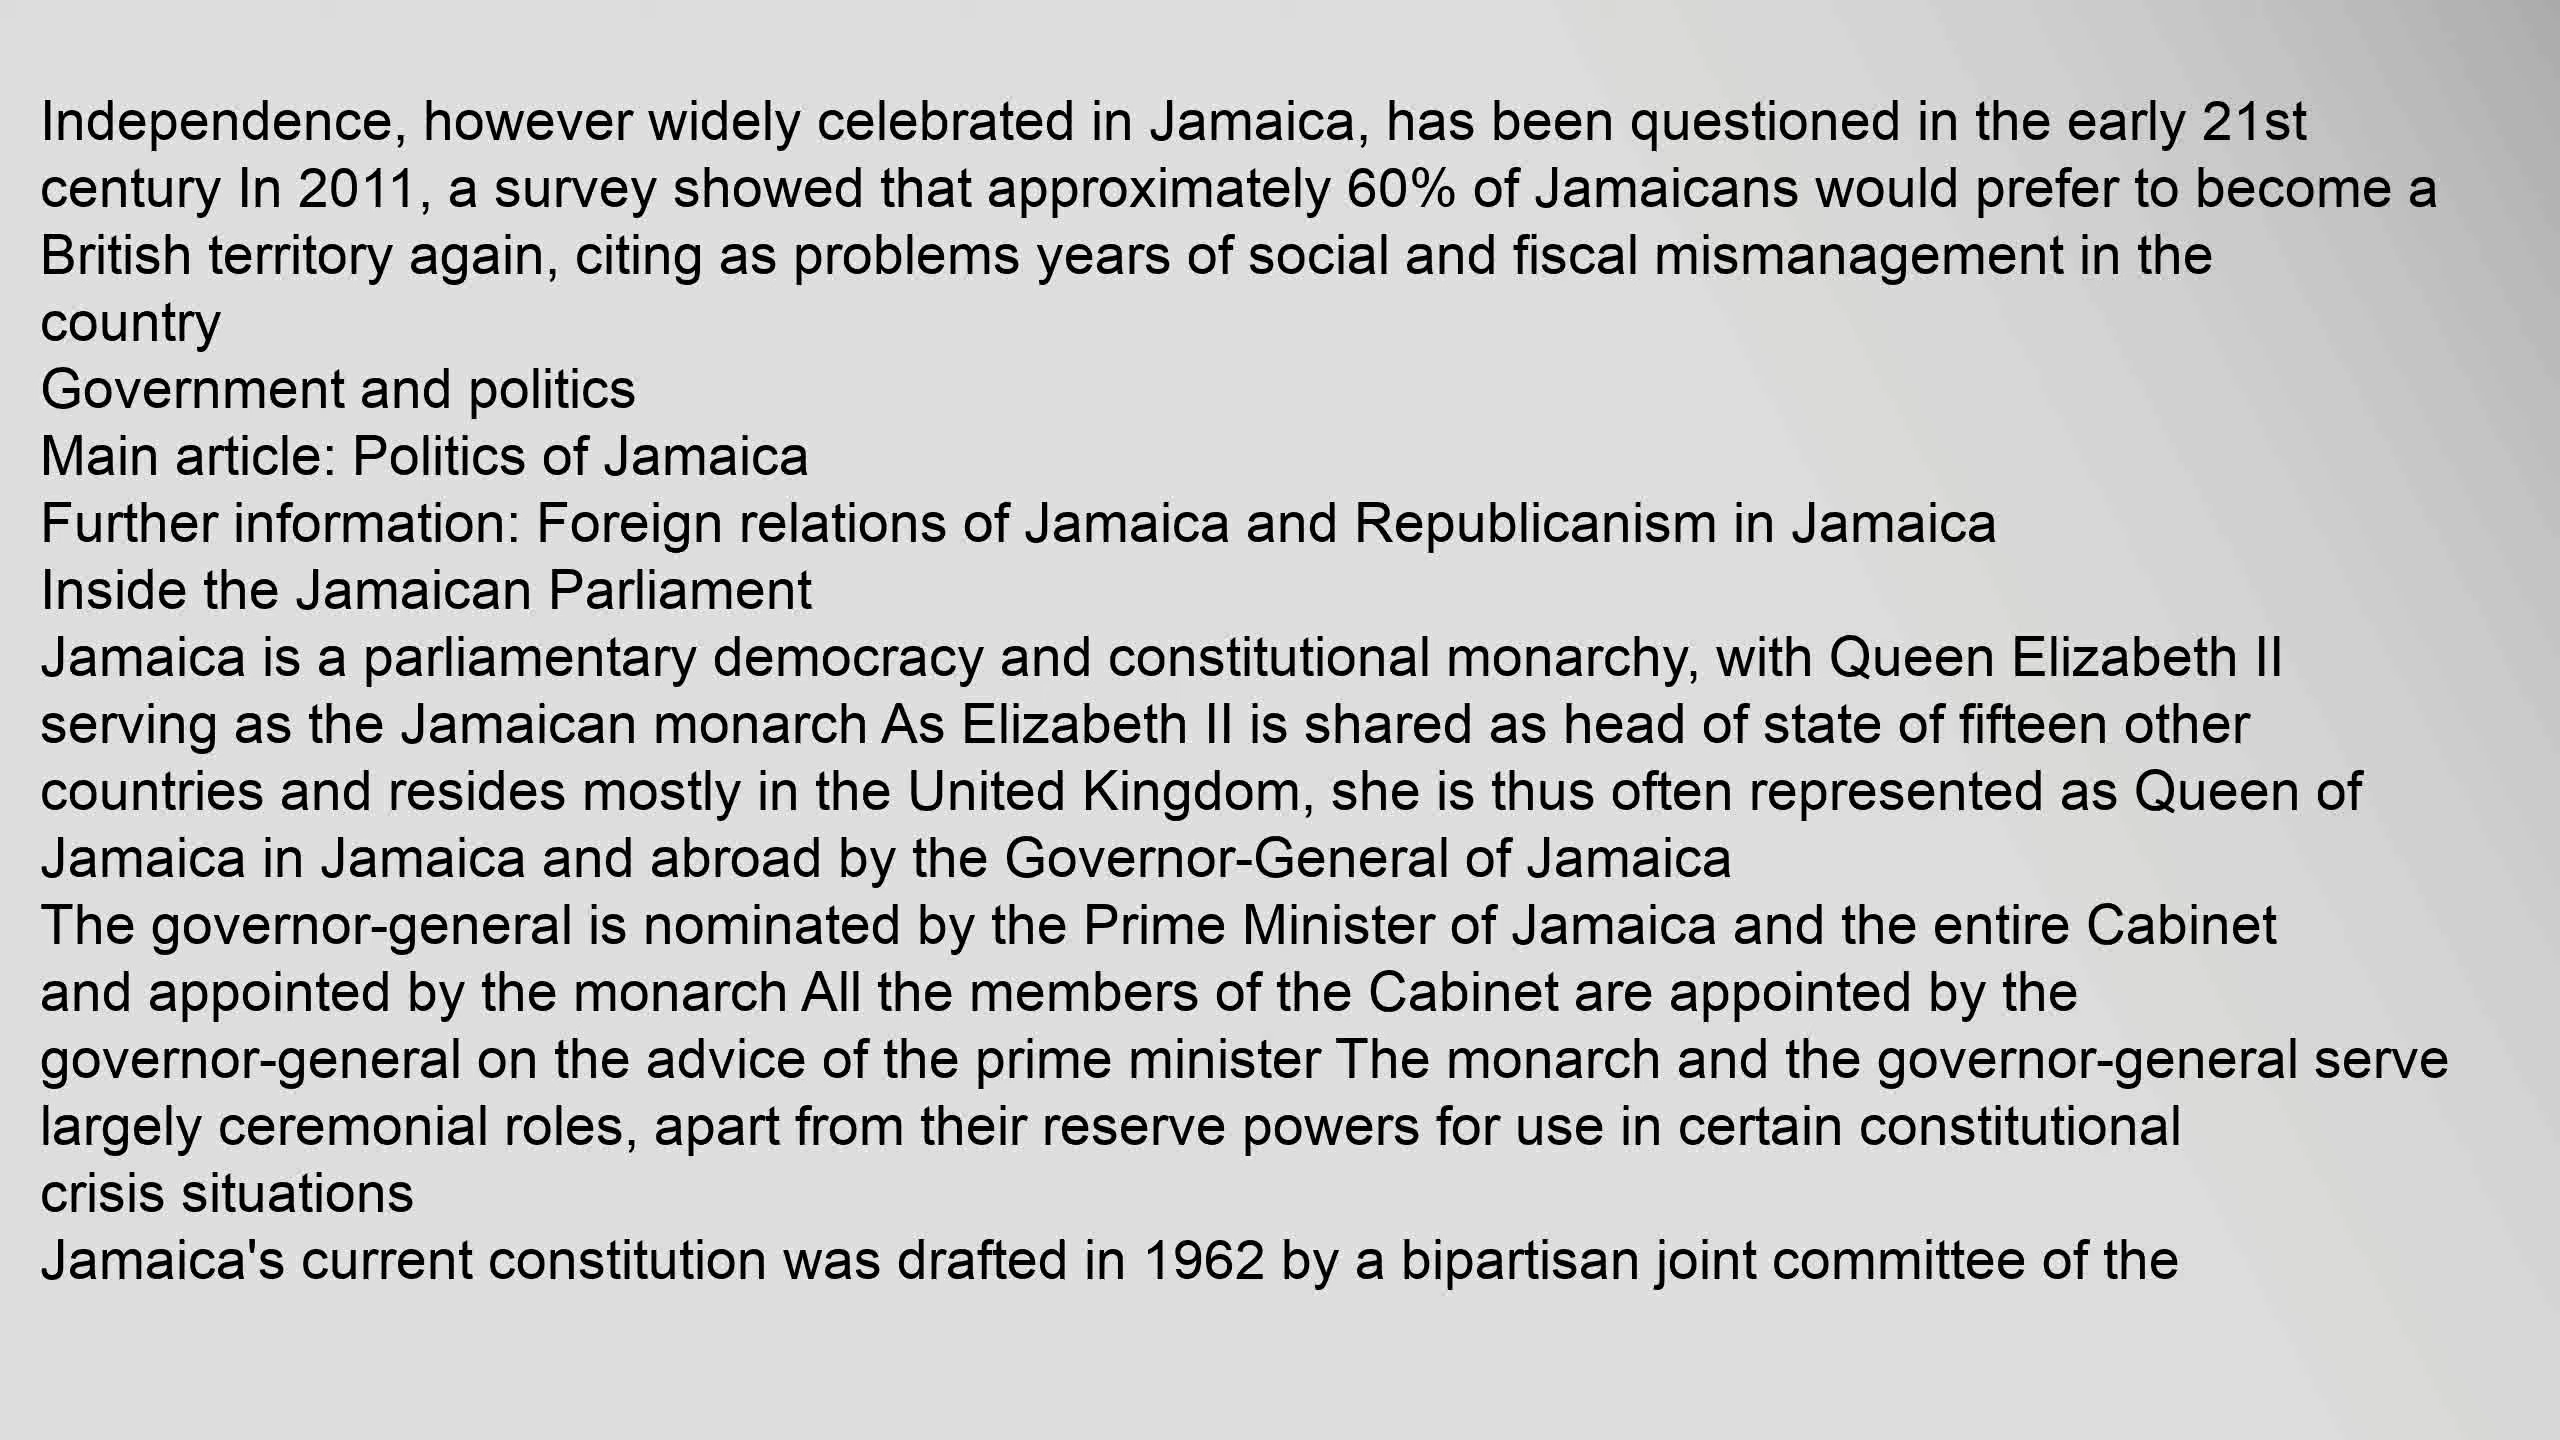 Independence, however widely celebrated in Jamaica, has been questioned in the early 21st
century In 2011, a survey showed that approximately 60% of Jamaicans would prefer to become a
British territory again, citing as problems years of social and fiscal mismanagement in the
country
Government and politics
Main article: Politics of Jamaica
Further information: Foreign relations of Jamaica and Republicanism in Jamaica
Inside the Jamaican Parliament
Jamaica is a parliamentary democracy and constitutional monarchy, with Queen Elizabeth II
serving as the Jamaican monarch As Elizabeth II is shared as head of state of fifteen other
countries and resides mostly in the United Kingdom, she is thus often represented as Queen of
Jamaica in Jamaica and abroad by the Governor-General of Jamaica
The governor-general is nominated by the Prime Minister of Jamaica and the entire Cabinet
and appointed by the monarch All the members of the Cabinet are appointed by the
governor-general on the advice of the prime minister The monarch and the governor-general serve
largely ceremonial roles, apart from their reserve powers for use in certain constitutional
crisis situations
Jamaica's current constitution was drafted in 1962 by a bipartisan joint committee of the